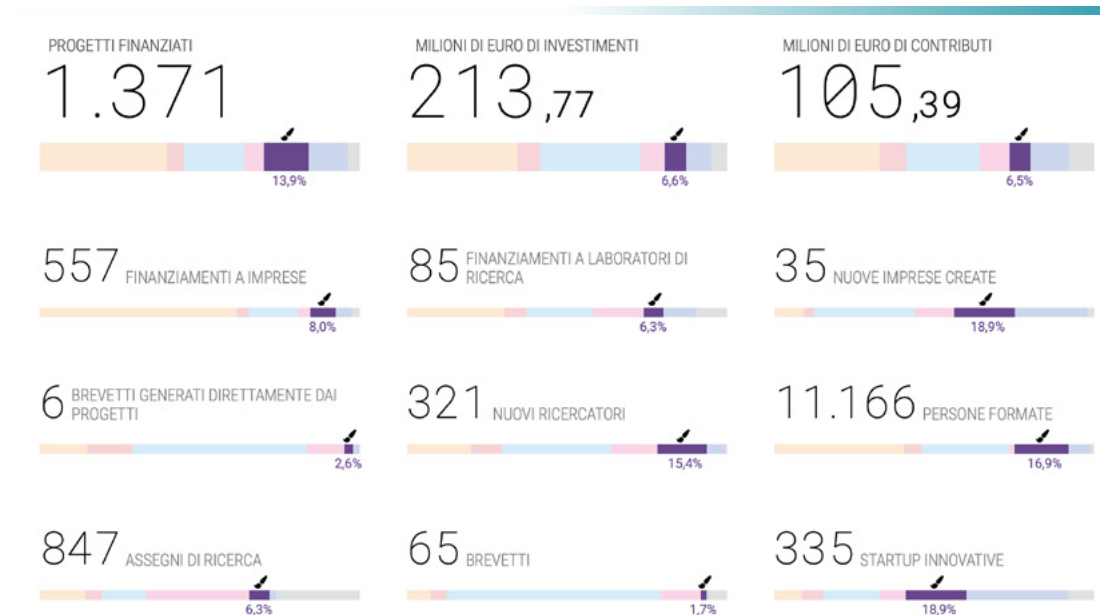 PROGETTI FINANZIATI
1.371
13,9%
MILIONI DI EURO DI INVESTIMENTI
213,77
6,6%
MILIONI DI EURO DI CONTRIBUTI
105,39
6,5%
557 FINANZIAMENTI A IMPRESE
8,0%
85 FINANZIAMENTI A LABORATORI DI
RICERCA
6,3%
35 NUOVE IMPRESE CREATE
18,9%
6 BREVETTI GENERATI DIRETTAMENTE DAI
PROGETTI
2,6%
321 NUOVI RICERCATORI
15,4%
11.166 PERSONE FORMATE
16,9%
847 ASSEGNI DI RICERCA
6,3%
65 BREVETTI
1,7%
335 STARTUP INNOVATIVE
18,9%